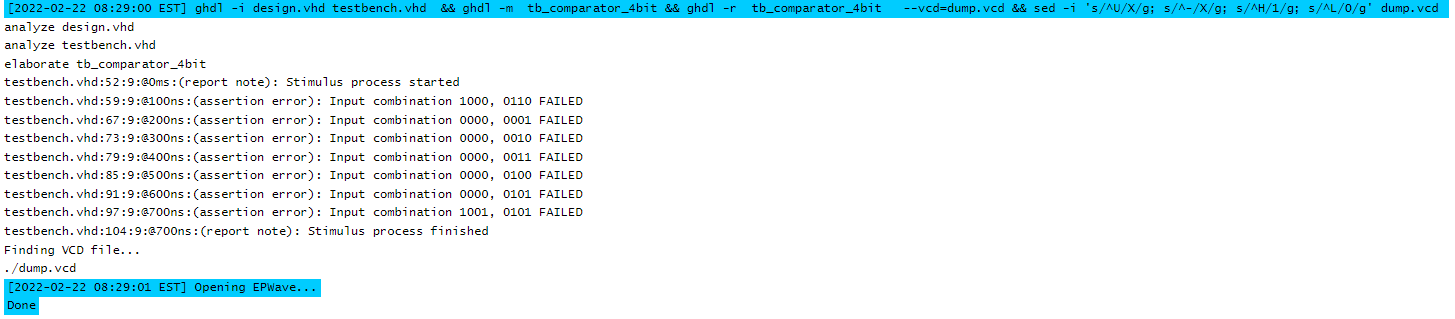 [2022-02-22 08:29:00 EST] ghdl -i design.vhd testbench.vhd  && ghdl -m  tb_comparator_4bit && ghdl -r  tb_comparator_4bit   --vcd=dump.vcd && sed -i 's/^U/X/g; s/^-/X/g; s/^H/1/g; s/^L/0/g' dump.vcd
analyze design.vhd
analyze testbench.vhd
elaborate tb_comparator_4bit
testbench.vhd:52:9:@0ms:(report note): Stimulus process started
testbench.vhd:59:9:@100ns:(assertion error): Input combination 1000, 0110 FAILED
testbench.vhd:67:9:@200ns:(assertion error): Input combination 0000, 0001 FAILED
testbench.vhd:73:9:@300ns:(assertion error): Input combination 0000, 0010 FAILED
testbench.vhd:79:9:@400ns:(assertion error): Input combination 0000, 0011 FAILED
testbench.vhd:85:9:@500ns:(assertion error): Input combination 0000, 0100 FAILED
testbench.vhd:91:9:@600ns:(assertion error): Input combination 0000, 0101 FAILED
testbench.vhd:97:9:@700ns:(assertion error): Input combination 1001, 0101 FAILED
testbench.vhd:104:9:@700ns:(report note): Stimulus process finished
Finding VCD file...
./dump.vcd
[2022-02-22 08:29:01 EST] Opening EPWave...
Done